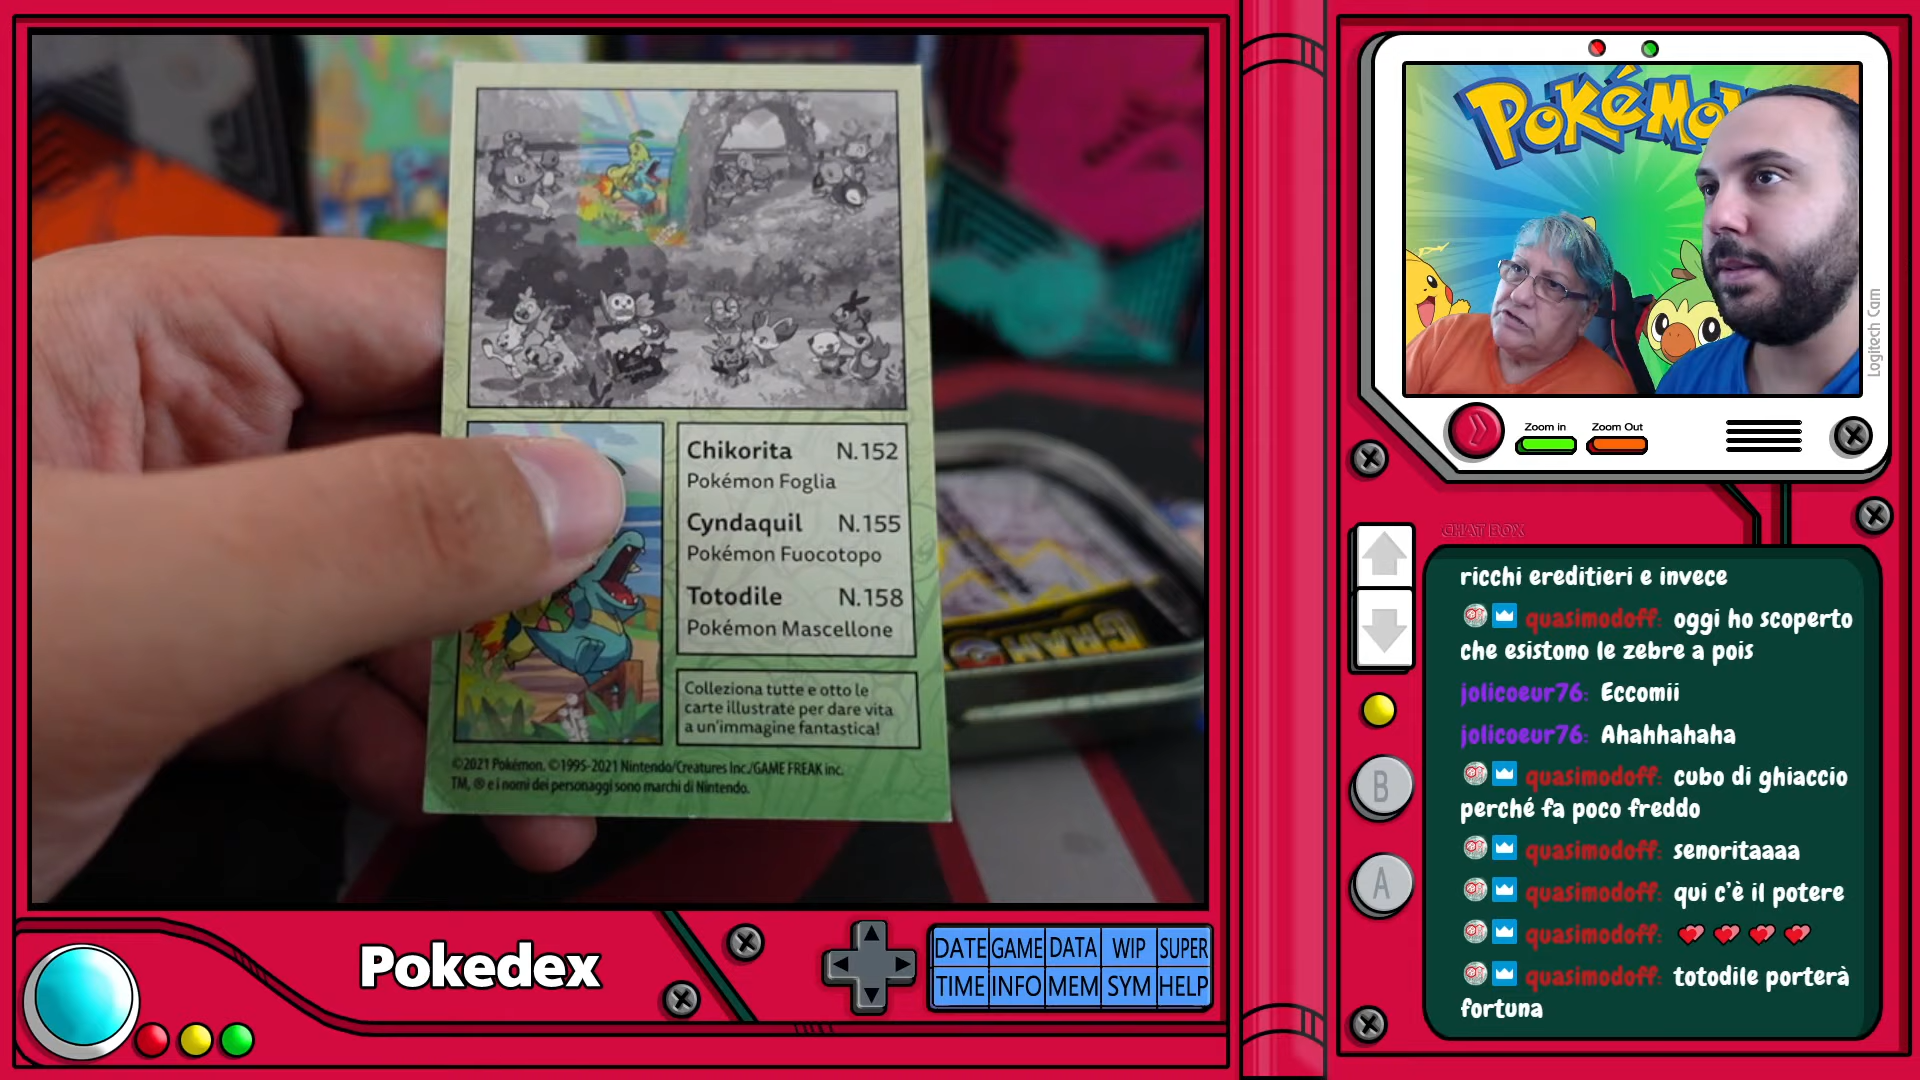 Chikorita N.152
Pokémon Foglia
Cyndaquil N.155
Pokémon Fuocotopo
Totodile N.158
Pokémon Mascellone
Colleziona tutte e otto le
carte illustrate per dare vita
a un'immagine fantastica!
©2021 Pokémon. ©1995-2021 Nintendo/Creatures Inc./GAME FREAK inc.
TM, ® e i nomi dei personaggi sono marchi di Nintendo.
GRAM
Pokedex
DATE GAME DATA WIP SUPER
TIME INFO MEM SYM HELP
POKéMO
Logitech Cam
Zoom in Zoom Out
CHAT BOX
ricchi ereditieri e invece
quasimodoff: oggi ho scoperto
che esistono le zebre a pois
jolicoeur76: Eccomii
jolicoeur76: Ahahhahaha
quasimodoff: cubo di ghiaccio
perché fa poco freddo
quasimodoff: senoritaaaa
quasimodoff: qui c'è il potere
quasimodoff:
quasimodoff: totodile porterà
fortuna
B
A